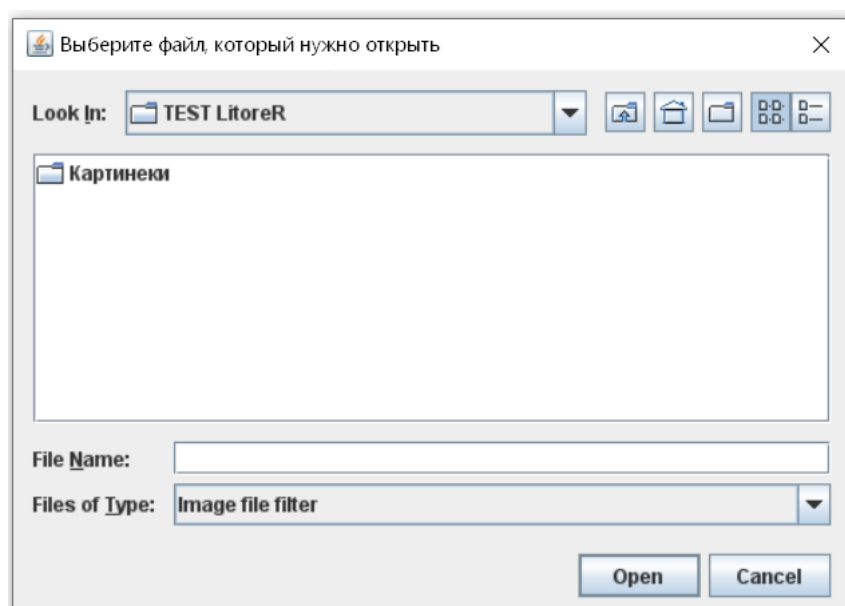 Выберите файл, который нужно открыть
Look In: TEST LitoreR
Картинеки
File Name:
Files of Type: Image file filter
Open Cancel